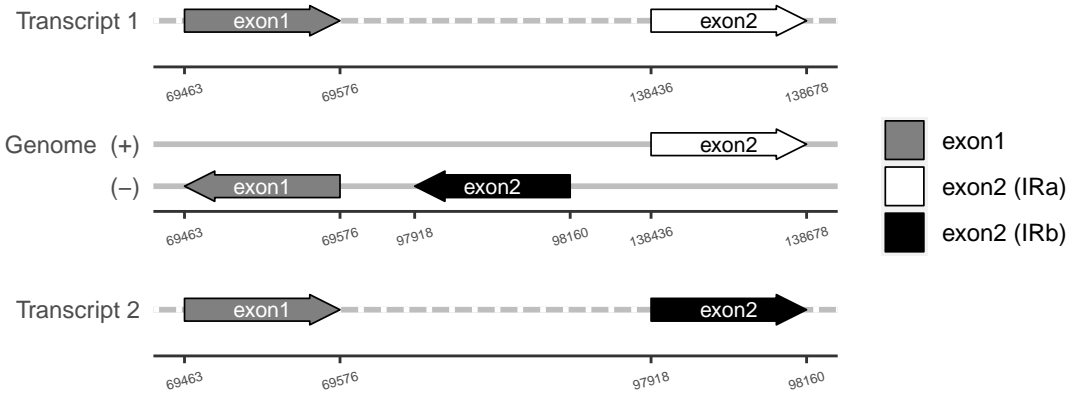 Transcript 1 exon1 exon2
69463 69576 138436 138678
Genome (+) exon2
(−) exon1 exon2
69463 69576 97918 98160 138436 138678
Transcript 2 exon1 exon2
69463 69576 97918 98160
exon1
exon2 (IRa)
exon2 (IRb)